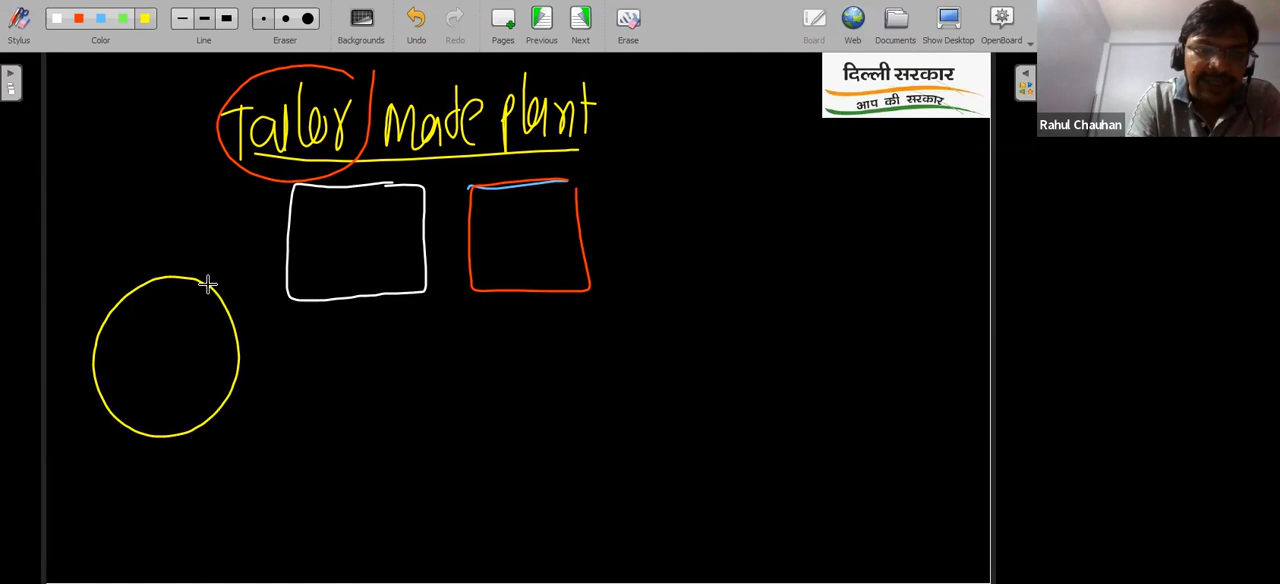 Stylus
Color
Line
Eraser
Backgrounds
Undo
Redo
Pages
Previous
Next
Erase
Board
Web
Documents
Show Desktop
OpenBoard
Tailer Made plant
दिल्ली सरकार
आप की सरकार
Rahul Chauhan